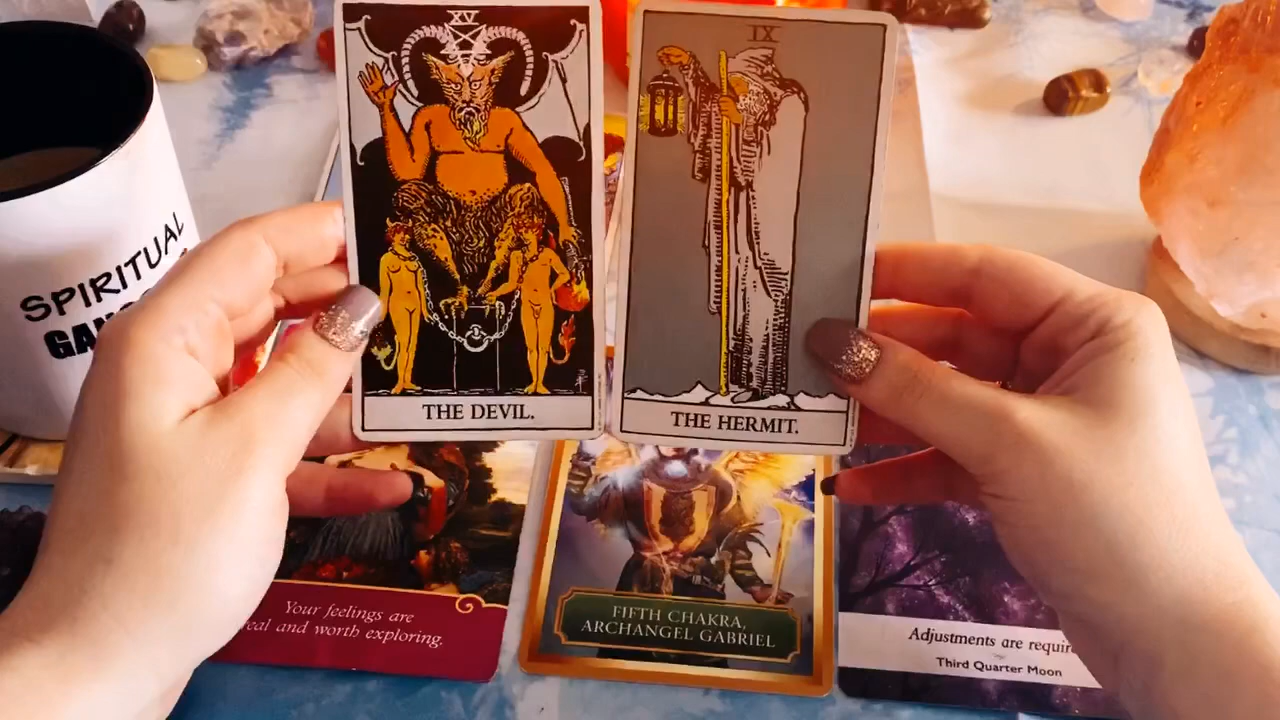 XV
IX
SPIRITUAL
THE DEVIL.
THE HERMIT.
Your feelings are
real and worth exploring.
FIFTH CHAKRA,
ARCHANGEL GABRIEL
Adjustments are
Third Quarter Moon